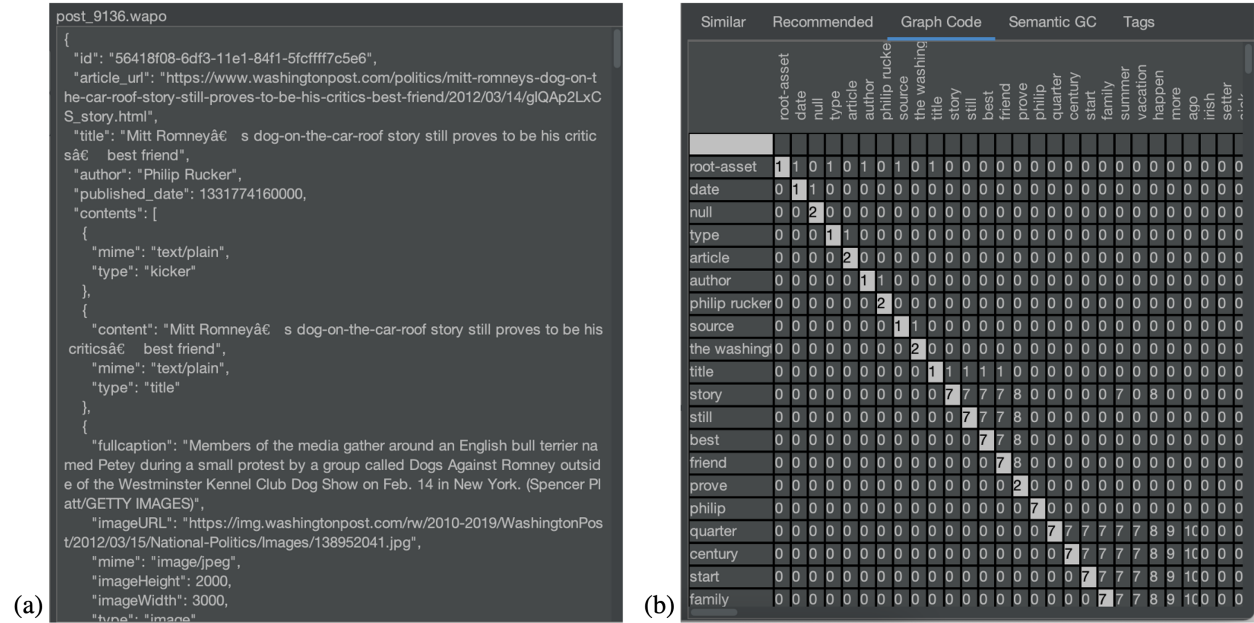 post_9136.wapo
{
"id": "56418f08-6df3-11e1-84f1-5fcffff7c5e6",
"article_url": "https://www.washingtonpost.com/politics/mitt-romneys-dog-on-t
he-car-roof-story-still-proves-to-be-his-critics-best-friend/2012/03/14/gIQAp2LxC
S_story.html",
"title": "Mitt Romneyâ€ s dog-on-the-car-roof story still proves to be his critic
sâ€ best friend",
"author": "Philip Rucker",
"published_date": 1331774160000,
"contents": [
{
"mime": "text/plain",
"type": "kicker"
},
{
"content": "Mitt Romneyâ€ s dog-on-the-car-roof story still proves to be his
criticsâ€ best friend",
"mime": "text/plain",
"type": "title"
},
{
"fullcaption": "Members of the media gather around an English bull terrier na
med Petey during a small protest by a group called Dogs Against Romney outsid
e of the Westminster Kennel Club Dog Show on Feb. 14 in New York. (Spencer Pl
att/GETTY IMAGES)",
"imageURL": "https://img.washingtonpost.com/rw/2010-2019/WashingtonPos
t/2012/03/15/National-Politics/Images/138952041.jpg",
"mime": "image/jpeg",
"imageHeight": 2000,
"imageWidth": 3000,
"type": "image"
(a)
Similar Recommended Graph Code Semantic GC Tags
root-asset date null type article author philip rucke source the washing title story still best friend prove philip quarter century start family summer vacation happen more ago irish setter
root-asset 1 1 0 1 0 1 0 1 0 1 0 0 0 0 0 0 0 0 0 0 0 0 0 0 0 0 0 0
date 0 1 1 0 0 0 0 0 0 0 0 0 0 0 0 0 0 0 0 0 0 0 0 0 0 0 0 0
null 0 0 2 0 0 0 0 0 0 0 0 0 0 0 0 0 0 0 0 0 0 0 0 0 0 0 0 0
type 0 0 0 1 1 0 0 0 0 0 0 0 0 0 0 0 0 0 0 0 0 0 0 0 0 0 0 0
article 0 0 0 0 2 0 0 0 0 0 0 0 0 0 0 0 0 0 0 0 0 0 0 0 0 0 0 0
author 0 0 0 0 0 1 1 0 0 0 0 0 0 0 0 0 0 0 0 0 0 0 0 0 0 0 0 0
philip rucker 0 0 0 0 0 0 2 0 0 0 0 0 0 0 0 0 0 0 0 0 0 0 0 0 0 0 0 0
source 0 0 0 0 0 0 0 1 1 0 0 0 0 0 0 0 0 0 0 0 0 0 0 0 0 0 0 0
the washingt 0 0 0 0 0 0 0 0 2 0 0 0 0 0 0 0 0 0 0 0 0 0 0 0 0 0 0 0
title 0 0 0 0 0 0 0 0 0 1 1 1 1 1 0 0 0 0 0 0 0 0 0 0 0 0 0 0
story 0 0 0 0 0 0 0 0 0 0 7 7 7 7 8 0 0 0 0 0 7 0 8 0 0 0 0 0
still 0 0 0 0 0 0 0 0 0 0 0 7 7 7 8 0 0 0 0 0 0 0 0 0 0 0 0 0
best 0 0 0 0 0 0 0 0 0 0 0 0 7 7 8 0 0 0 0 0 0 0 0 0 0 0 0 0
friend 0 0 0 0 0 0 0 0 0 0 0 0 0 7 8 0 0 0 0 0 0 0 0 0 0 0 0 0
prove 0 0 0 0 0 0 0 0 0 0 0 0 0 0 2 0 0 0 0 0 0 0 0 0 0 0 0 0
philip 0 0 0 0 0 0 0 0 0 0 0 0 0 0 0 7 0 0 0 0 0 0 0 0 0 0 0 0
quarter 0 0 0 0 0 0 0 0 0 0 0 0 0 0 0 0 7 7 7 7 7 7 8 9 10 0 0 0
century 0 0 0 0 0 0 0 0 0 0 0 0 0 0 0 0 0 7 7 7 7 7 8 9 10 0 0 0
start 0 0 0 0 0 0 0 0 0 0 0 0 0 0 0 0 0 0 7 7 7 7 8 9 10 0 0 0
family 0 0 0 0 0 0 0 0 0 0 0 0 0 0 0 0 0 0 0 7 7 7 8 9 10 0 0 0
(b)